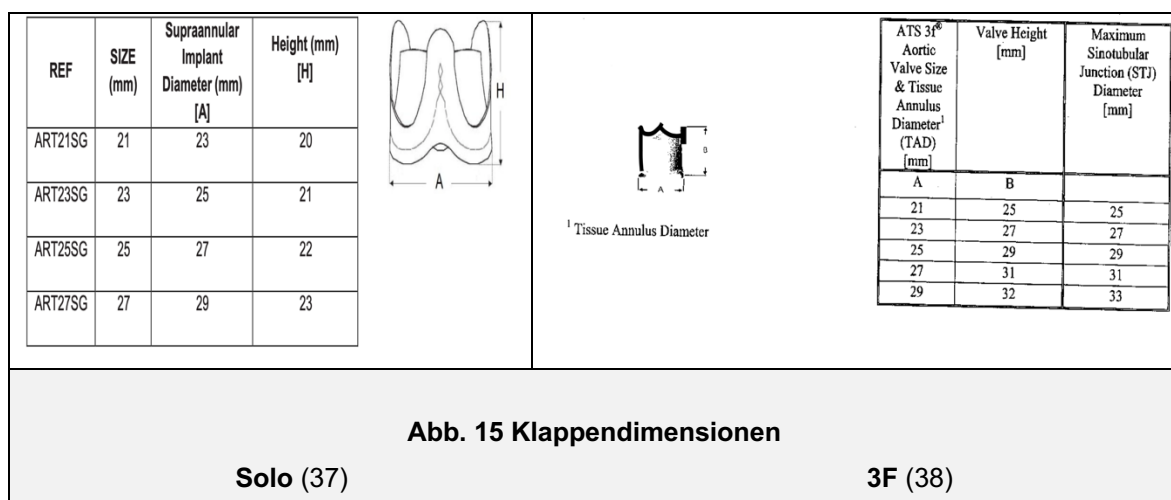 REF SIZE (mm) Supraannular Implant Diameter (mm) [A] Height (mm) [H]
ART21SG 21 23 20
ART23SG 23 25 21
ART25SG 25 27 22
ART27SG 27 29 23
H
A
B
A
¹ Tissue Annulus Diameter
ATS 3f® Aortic Valve Size & Tissue Annulus Diameter¹ (TAD) [mm] Valve Height [mm] Maximum Sinotubular Junction (STJ) Diameter [mm]
A B
21 25 25
23 27 27
25 29 29
27 31 31
29 32 33
Abb. 15 Klappendimensionen
Solo (37) 3F (38)